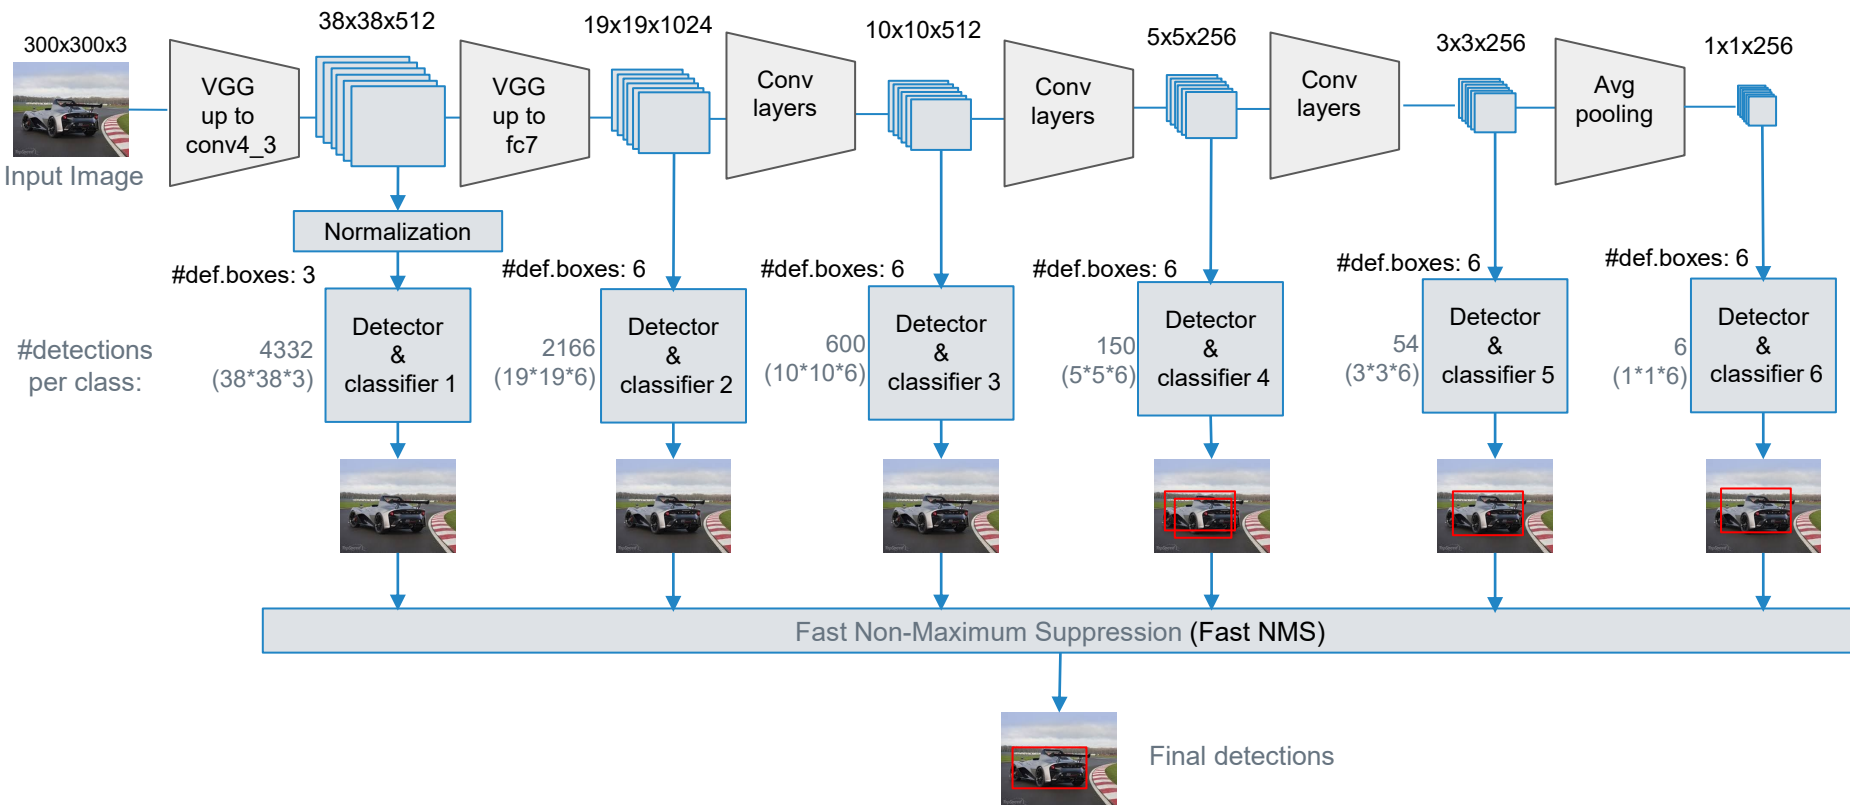 300x300x3
38x38x512
19x19x1024
10x10x512
5x5x256
3x3x256
1x1x256
VGG
up to
conv4_3
VGG
up to
fc7
Conv
layers
Conv
layers
Conv
layers
Avg
pooling
Input Image
Normalization
#def.boxes: 3
#def.boxes: 6
#def.boxes: 6
#def.boxes: 6
#def.boxes: 6
#def.boxes: 6
#detections
per class:
4332
(38*38*3)
Detector
&
classifier 1
2166
(19*19*6)
Detector
&
classifier 2
600
(10*10*6)
Detector
&
classifier 3
150
(5*5*6)
Detector
&
classifier 4
54
(3*3*6)
Detector
&
classifier 5
6
(1*1*6)
Detector
&
classifier 6
Fast Non-Maximum Suppression (Fast NMS)
Final detections